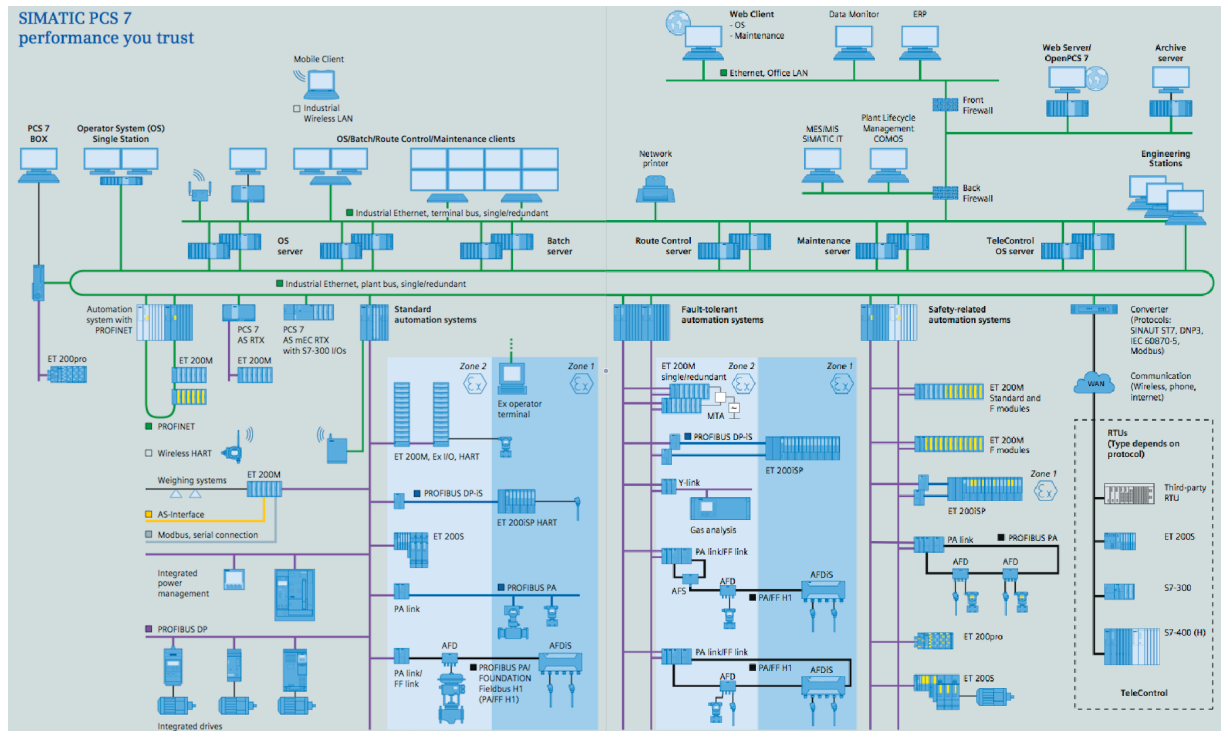 SIMATIC PCS 7
performance you trust
Web Client
- OS
- Maintenance
Data Monitor
ERP
Web Server/
OpenPCS 7
Archive
server
Ethernet, Office LAN
Mobile Client
Industrial
Wireless LAN
Front
Firewall
PCS 7
BOX
Operator System (OS)
Single Station
OS/Batch/Route Control/Maintenance clients
Network
printer
MES/MIS
SIMATIC IT
Plant Lifecycle
Management
COMOS
Engineering
Stations
Back
Firewall
Industrial Ethernet, terminal bus, single/redundant
OS
server
Batch
server
Route Control
server
Maintenance
server
TeleControl
OS server
Industrial Ethernet, plant bus, single/redundant
Automation
system with
PROFINET
PCS 7
AS RTX
PCS 7
AS mEC RTX
with S7-300 I/Os
Standard
automation systems
Fault-tolerant
automation systems
Safety-related
automation systems
Converter
(Protocols:
SINAUT ST7, DNP3,
IEC 60870-5,
Modbus)
ET 200pro
ET 200M
ET 200M
PROFINET
Wireless HART
Weighing systems
ET 200M
AS-Interface
Modbus, serial connection
Integrated
power
management
PROFIBUS DP
Integrated drives
Zone 2
Ex
Zone 1
Ex
Ex operator
terminal
ET 200M, Ex I/O, HART
PROFIBUS DP-iS
ET 200iSP HART
ET 200S
PROFIBUS PA
PA link
AFD
AFDiS
PA link/
FF link
PROFIBUS PA/
FOUNDATION
Fieldbus H1
(PA/FF H1)
ET 200M
single/redundant
Zone 2
Ex
Zone 1
Ex
MTA
PROFIBUS DP-iS
ET 200iSP
Y-link
Gas analysis
PA link/FF link
AFS
AFD
AFDiS
PA/FF H1
PA link/FF link
PA/FF H1
AFDiS
AFD
ET 200M
Standard and
F modules
ET 200M
F modules
Zone 1
Ex
ET 200iSP
PA link
PROFIBUS PA
AFD
AFD
ET 200pro
ET 200S
WAN
Communication
(Wireless, phone,
internet)
RTUs
(Type depends on
protocol)
Third-party
RTU
ET 200S
S7-300
S7-400 (H)
TeleControl